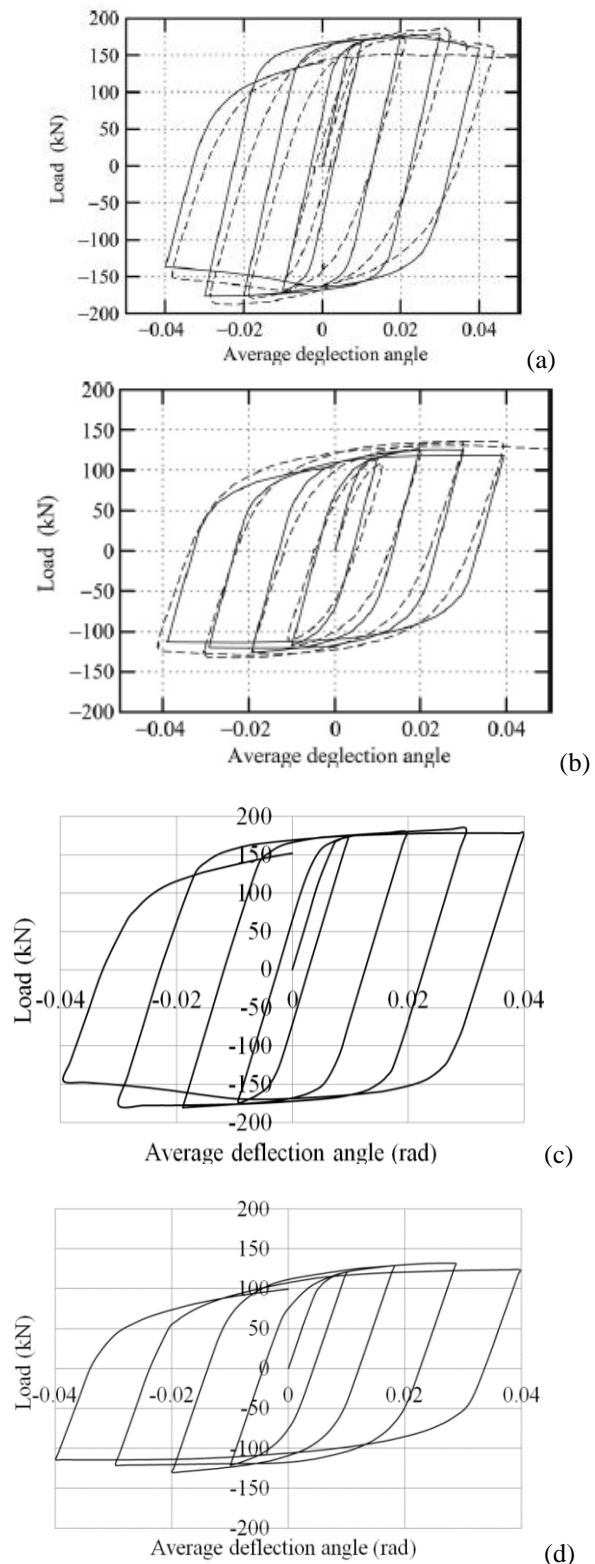 200
150
100
50
0
−50
−100
−150
−200
Load (kN)
−0.04 −0.02 0 0.02 0.04
Average deglection angle
(a)
200
150
100
50
0
−50
−100
−150
−200
Load (kN)
−0.04 −0.02 0 0.02 0.04
Average deglection angle
(b)
200
150
100
50
0
-0.04 -0.02 0 0.02 0.04
-50
-100
-150
-200
Load (kN)
Average deflection angle (rad)
(c)
200
150
100
50
0
-0.04 -0.02 0 0.02 0.04
-50
-100
-150
-200
Load (kN)
Average deflection angle (rad)
(d)